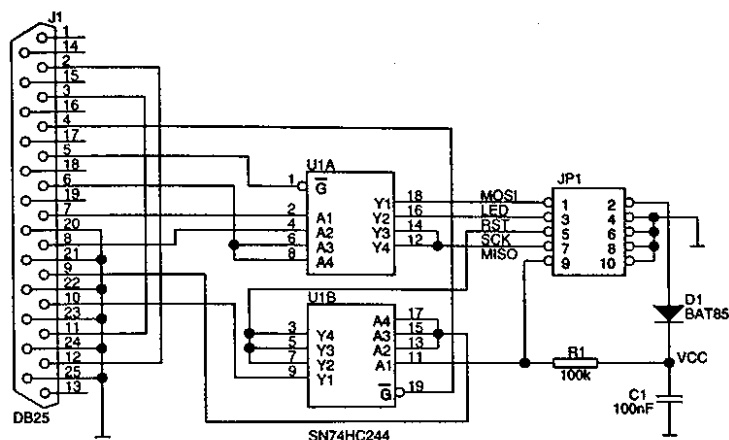 J1
1
14
2
15
3
16
4
17
5
18
6
19
7
20
8
21
9
22
10
23
11
24
12
25
13
DB25
U1A
1 G
2 A1 Y1 18 MOSI
4 A2 Y2 16 LED
6 A3 Y3 14 RST
8 A4 Y4 12 SCK
MISO
JP1
1 2
3 4
5 6
7 8
9 10
U1B
3 Y4 A4 17
5 Y3 A3 15
7 Y2 A2 13
9 Y1 A1 11
G 19
SN74HC244
D1
BAT85
R1
100k
VCC
C1
100nF